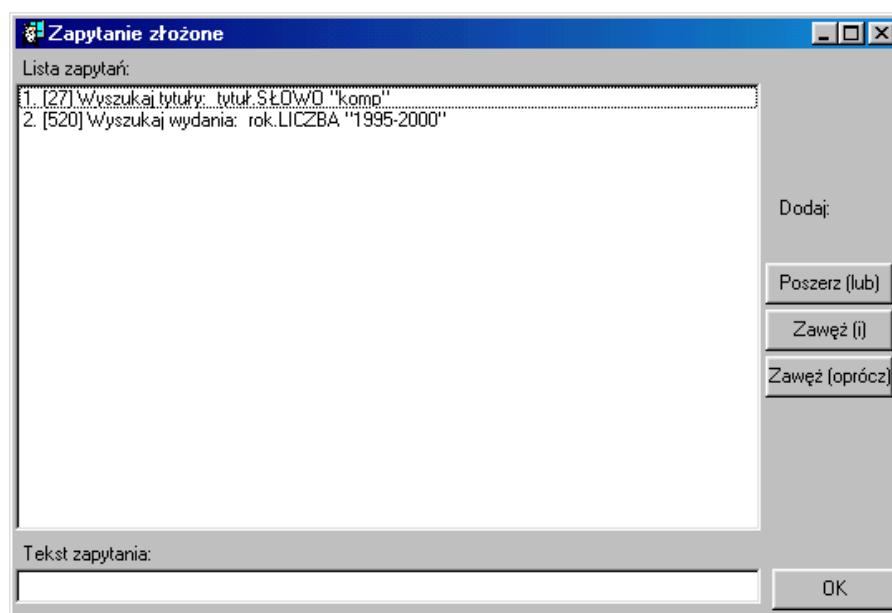 Zapytanie złożone
Lista zapytań:
1. [27] Wyszukaj tytuły: tytuł.SŁOWO "komp"
2. [520] Wyszukaj wydania: rok.LICZBA "1995-2000"
Dodaj:
Poszerz (lub)
Zawęź (i)
Zawęź (oprócz)
Tekst zapytania:
OK